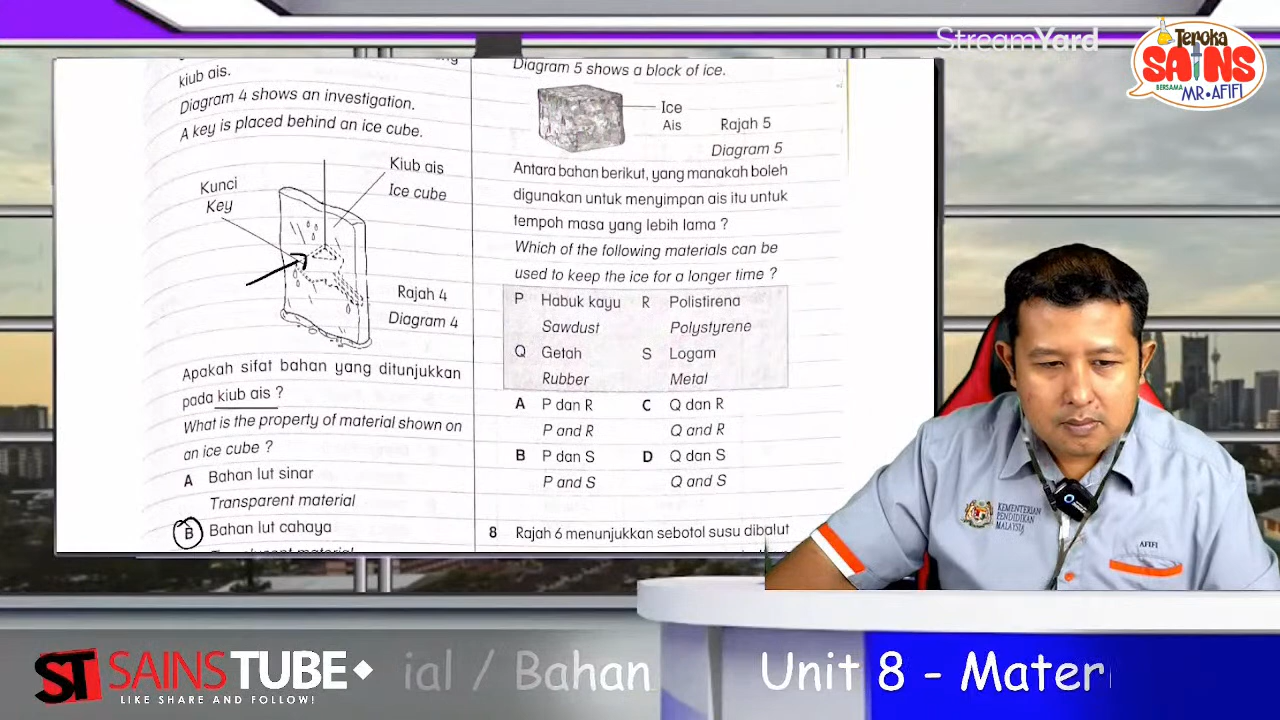 StreamYard
Teroka
SAINS
BERSAMA
MR•AFIFI
kiub ais.
Diagram 4 shows an investigation.
A key is placed behind an ice cube.
Kunci
Key
Kiub ais
Ice cube
Rajah 4
Diagram 4
Apakah sifat bahan yang ditunjukkan
pada kiub ais ?
What is the property of material shown on
an ice cube ?
A Bahan lut sinar
Transparent material
B Bahan lut cahaya
Diagram 5 shows a block of ice.
Ice
Ais
Rajah 5
Diagram 5
Antara bahan berikut, yang manakah boleh
digunakan untuk menyimpan ais itu untuk
tempoh masa yang lebih lama ?
Which of the following materials can be
used to keep the ice for a longer time ?
P Habuk kayu R Polistirena
Sawdust Polystyrene
Q Getah S Logam
Rubber Metal
A P dan R C Q dan R
P and R Q and R
B P dan S D Q dan S
P and S Q and S
8 Rajah 6 menunjukkan sebotol susu dibalut
KEMENTERIAN
PENDIDIKAN
MALAYSIA
AFIFI
ST SAINSTUBE
LIKE SHARE AND FOLLOW!
ial / Bahan Unit 8 - Mater